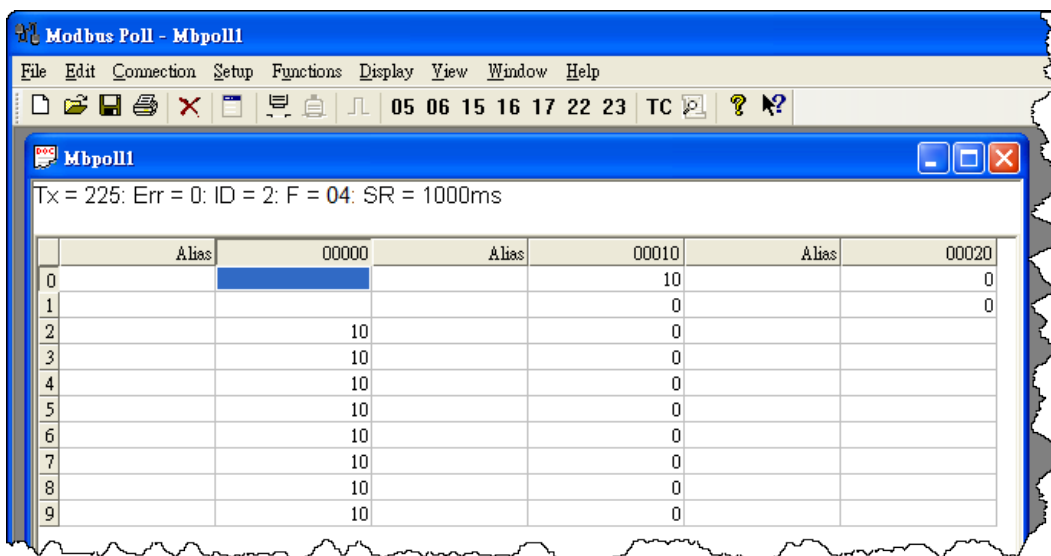 Modbus Poll - Mbpoll1
File Edit Connection Setup Functions Display View Window Help
05 06 15 16 17 22 23 TC
Mbpoll1
Tx = 225: Err = 0: ID = 2: F = 04: SR = 1000ms
Alias 00000 Alias 00010 Alias 00020
0 10 0
1 0 0
2 10 0
3 10 0
4 10 0
5 10 0
6 10 0
7 10 0
8 10 0
9 10 0